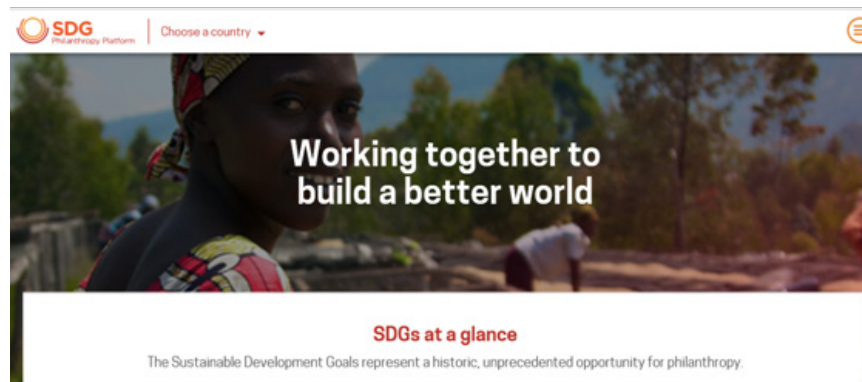 SDG
Philanthropy Platform
Choose a country
Working together to
build a better world
SDGs at a glance
The Sustainable Development Goals represent a historic, unprecedented opportunity for philanthropy.